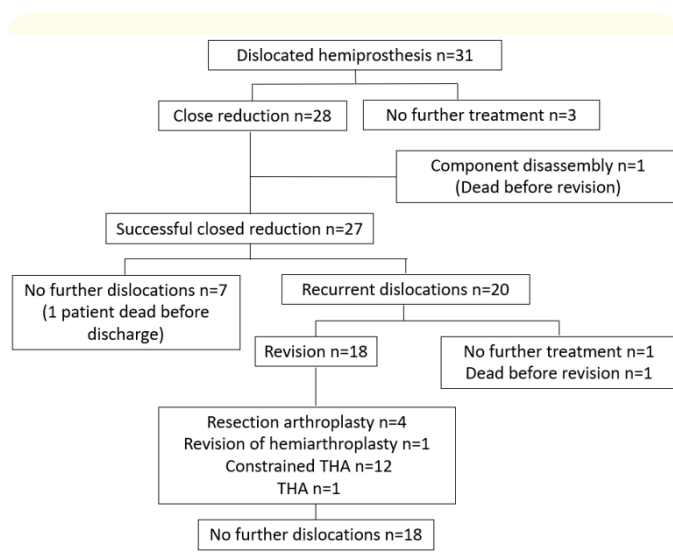 Dislocated hemiprosthesis n=31
Close reduction n=28
No further treatment n=3
Component disassembly n=1
(Dead before revision)
Successful closed reduction n=27
No further dislocations n=7
(1 patient dead before
discharge)
Recurrent dislocations n=20
Revision n=18
No further treatment n=1
Dead before revision n=1
Resection arthroplasty n=4
Revision of hemiarthroplasty n=1
Constrained THA n=12
THA n=1
No further dislocations n=18